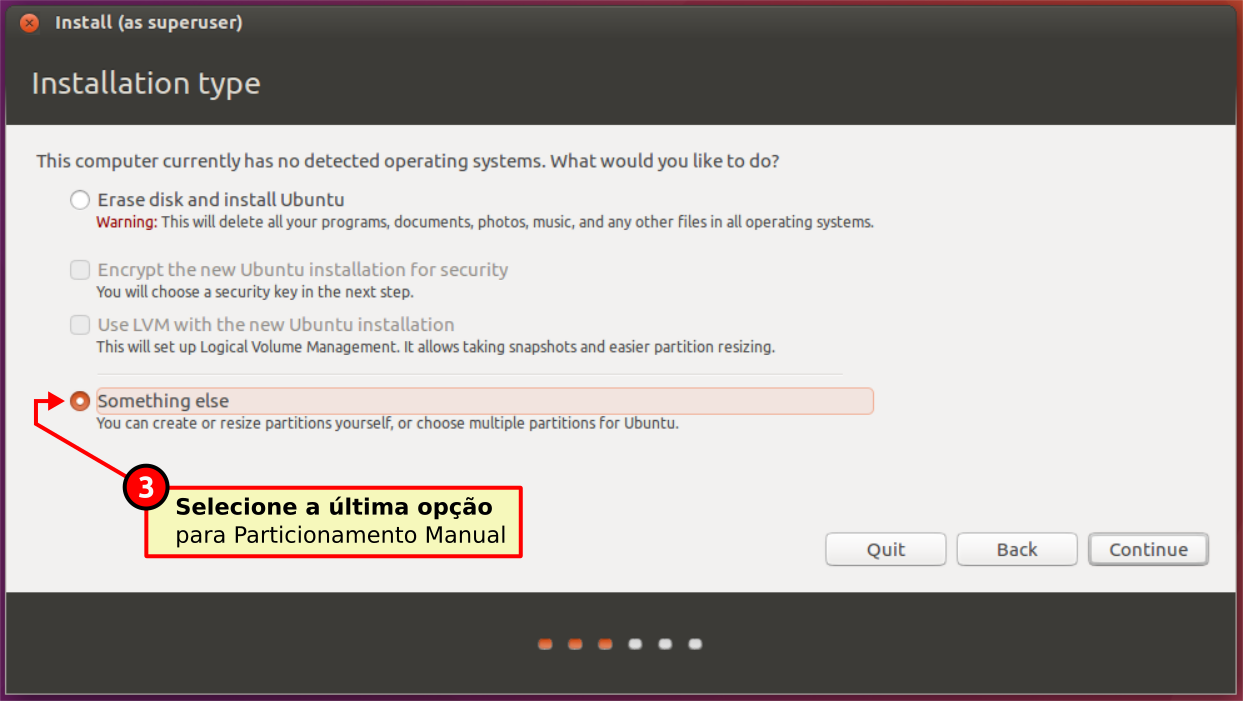 Install (as superuser)
Installation type
This computer currently has no detected operating systems. What would you like to do?
Erase disk and install Ubuntu
Warning: This will delete all your programs, documents, photos, music, and any other files in all operating systems.
Encrypt the new Ubuntu installation for security
You will choose a security key in the next step.
Use LVM with the new Ubuntu installation
This will set up Logical Volume Management. It allows taking snapshots and easier partition resizing.
Something else
You can create or resize partitions yourself, or choose multiple partitions for Ubuntu.
3
Selecione a última opção
para Particionamento Manual
Quit
Back
Continue